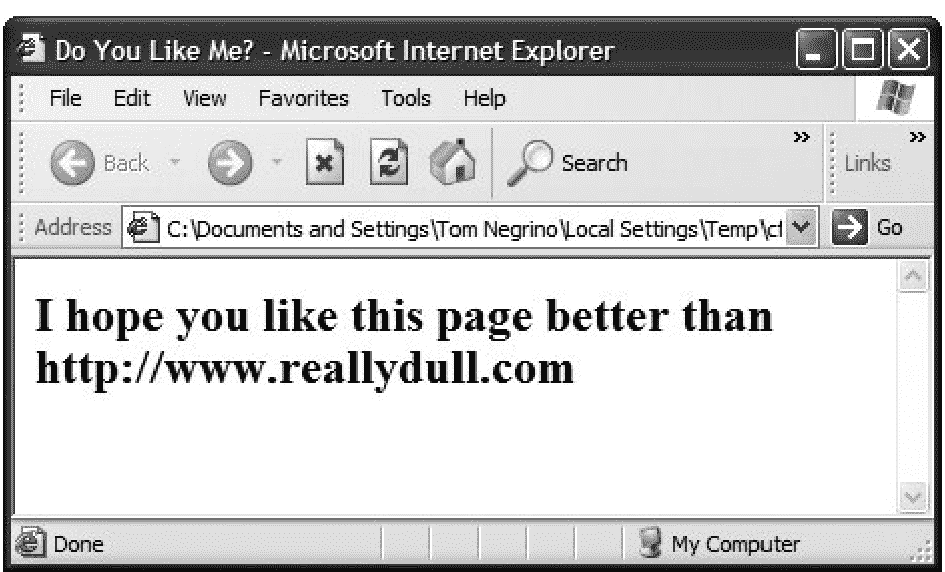 Do You Like Me? - Microsoft Internet Explorer
File Edit View Favorites Tools Help
Back Search » Links »
Address C:\Documents and Settings\Tom Negrino\Local Settings\Temp\ct Go
I hope you like this page better than
http://www.reallydull.com
Done My Computer